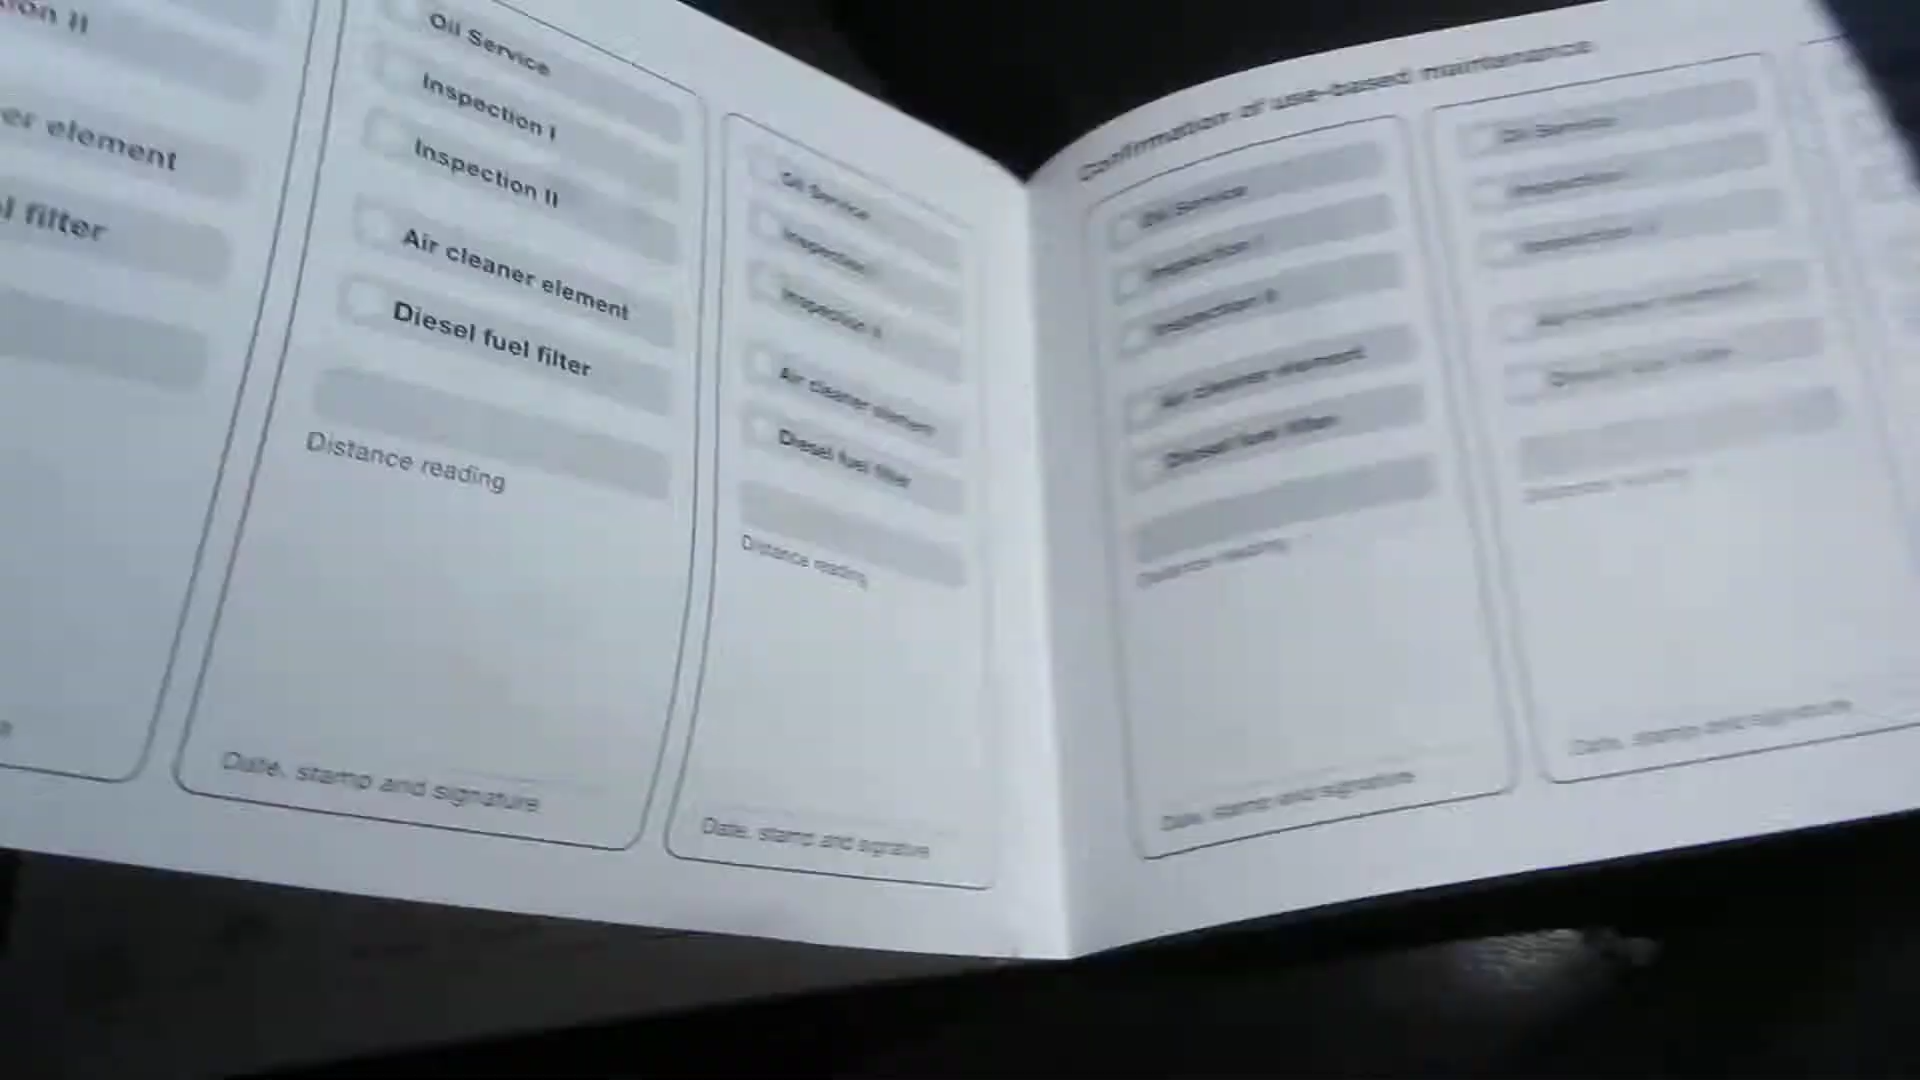 on II
er element
l filter
Oil Service
Inspection I
Inspection II
Air cleaner element
Diesel fuel filter
Distance reading
Date, stamp and signature
Oil Service
Inspection I
Inspection II
Air cleaner element
Diesel fuel filter
Distance reading
Date, stamp and signature
Confirmation of use-based maintenance
Oil Service
Inspection I
Inspection II
Air cleaner element
Diesel fuel filter
Distance reading
Date, stamp and signature
Oil Service
Inspection I
Inspection II
Air cleaner element
Diesel fuel filter
Distance reading
Date, stamp and signature